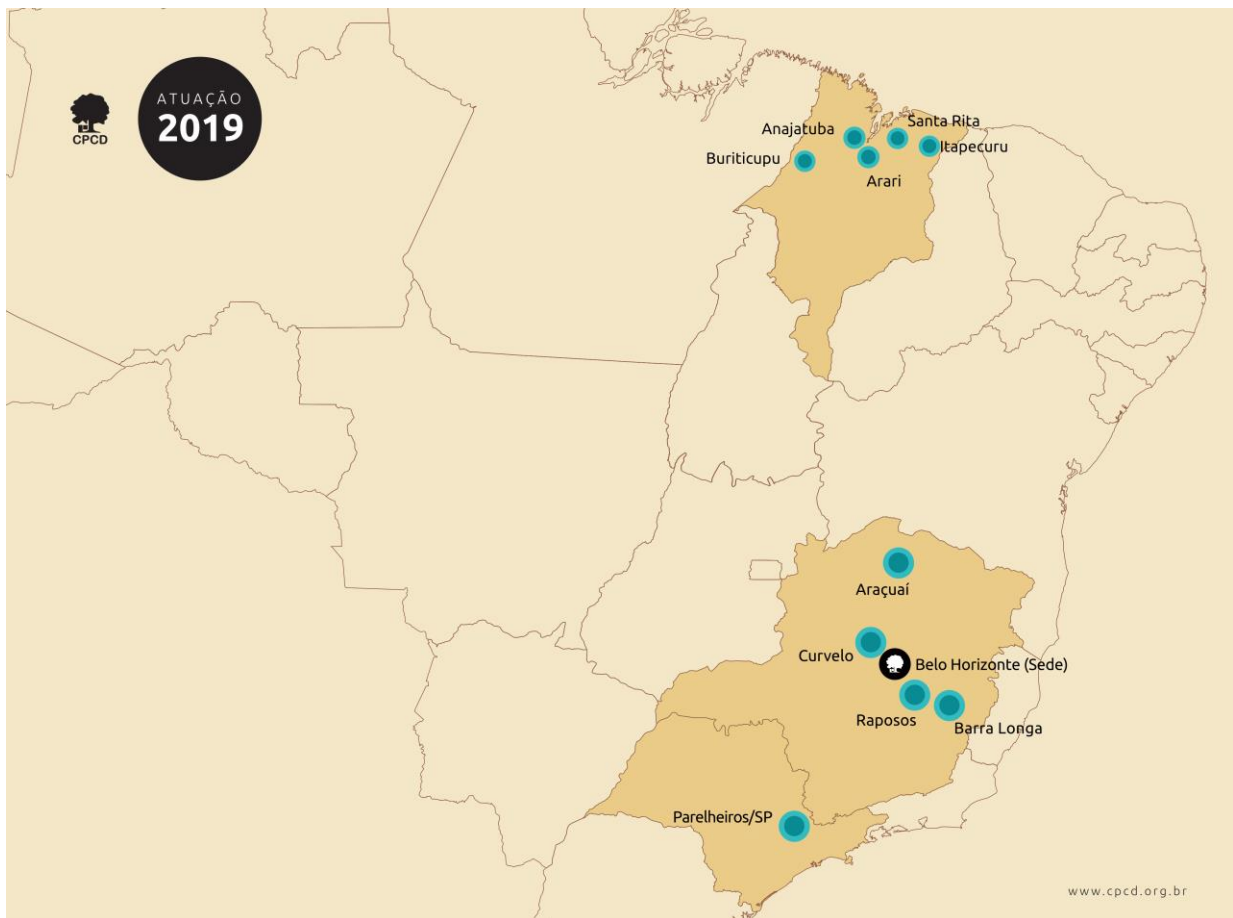 ATUAÇÃO
2019
CPCD
Anajatuba
Santa Rita
Buriticupu
Itapecuru
Arari
Araçuaí
Curvelo
Belo Horizonte (Sede)
Raposos
Barra Longa
Parelheiros/SP
www.cpcd.org.br